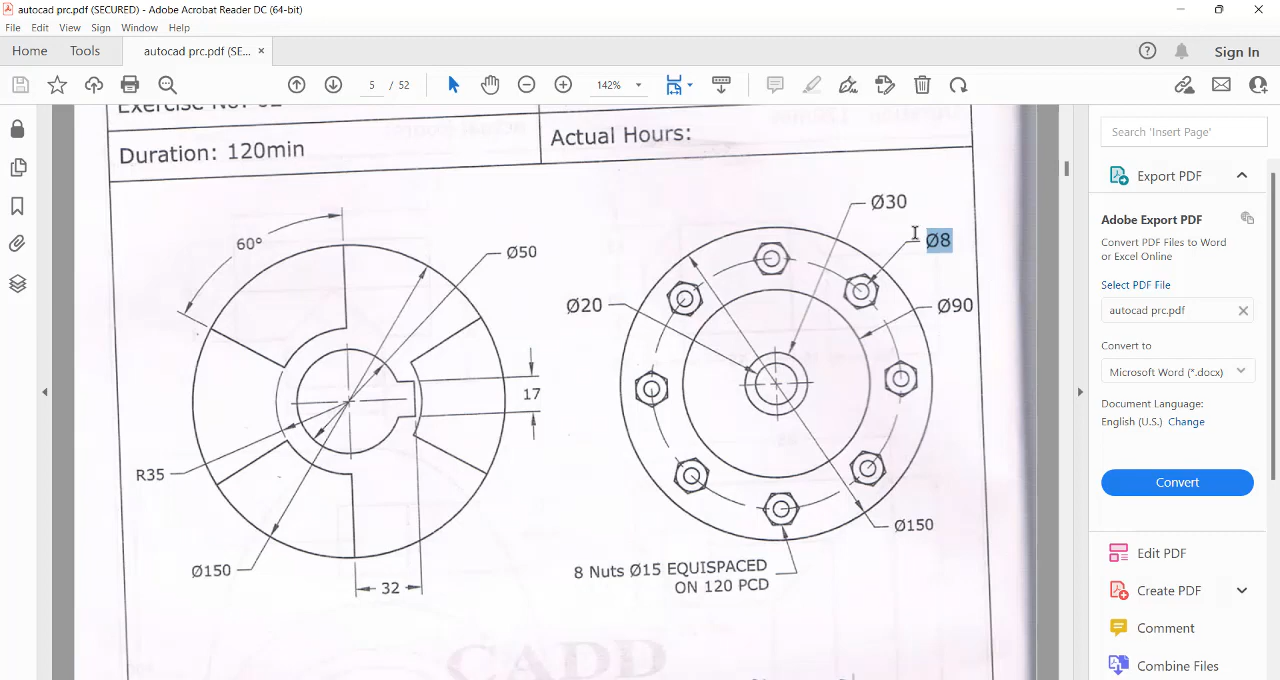 autocad prc.pdf (SECURED) - Adobe Acrobat Reader DC (64-bit)
File Edit View Sign Window Help
Home Tools autocad prc.pdf (SE... ×
Sign In
5 / 52
142%
Duration: 120min
Actual Hours:
60°
Ø50
17
R35
Ø150
32
Ø30
Ø8
Ø20
Ø90
Ø150
8 Nuts Ø15 EQUISPACED
ON 120 PCD
CADD
Search 'Insert Page'
Export PDF
Adobe Export PDF
Convert PDF Files to Word
or Excel Online
Select PDF File
autocad prc.pdf
Convert to
Microsoft Word (*.docx)
Document Language:
English (U.S.) Change
Convert
Edit PDF
Create PDF
Comment
Combine Files